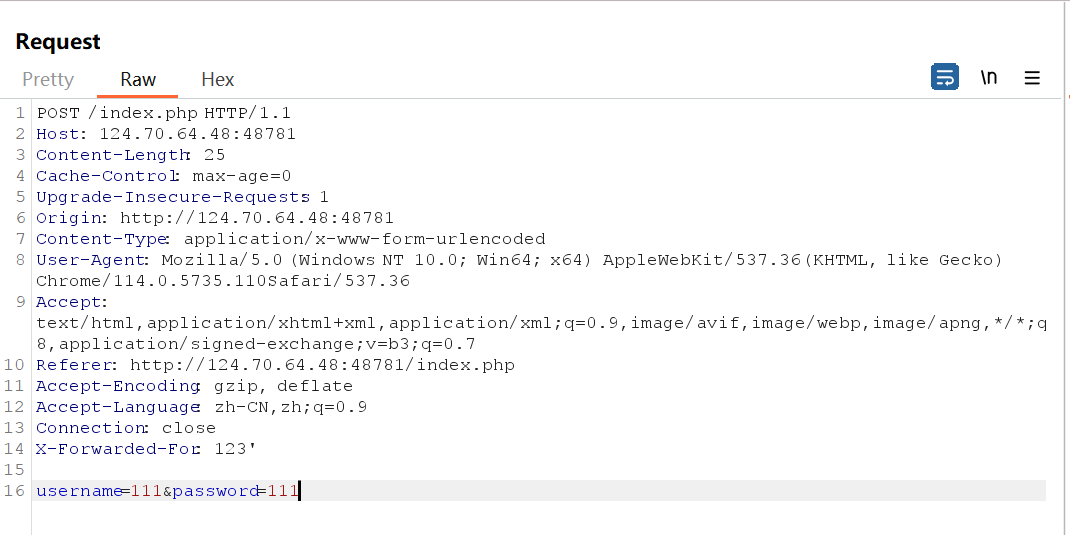 Request
Pretty Raw Hex
\n
1 POST /index.php HTTP/1.1
2 Host: 124.70.64.48:48781
3 Content-Length: 25
4 Cache-Control: max-age=0
5 Upgrade-Insecure-Requests: 1
6 Origin: http://124.70.64.48:48781
7 Content-Type: application/x-www-form-urlencoded
8 User-Agent: Mozilla/5.0 (Windows NT 10.0; Win64; x64) AppleWebKit/537.36(KHTML, like Gecko)
Chrome/114.0.5735.110Safari/537.36
9 Accept:
text/html,application/xhtml+xml,application/xml;q=0.9,image/avif,image/webp,image/apng,*/*;q
8,application/signed-exchange;v=b3;q=0.7
10 Referer: http://124.70.64.48:48781/index.php
11 Accept-Encoding: gzip, deflate
12 Accept-Language: zh-CN,zh;q=0.9
13 Connection: close
14 X-Forwarded-For: 123'
15
16 username=111&password=111